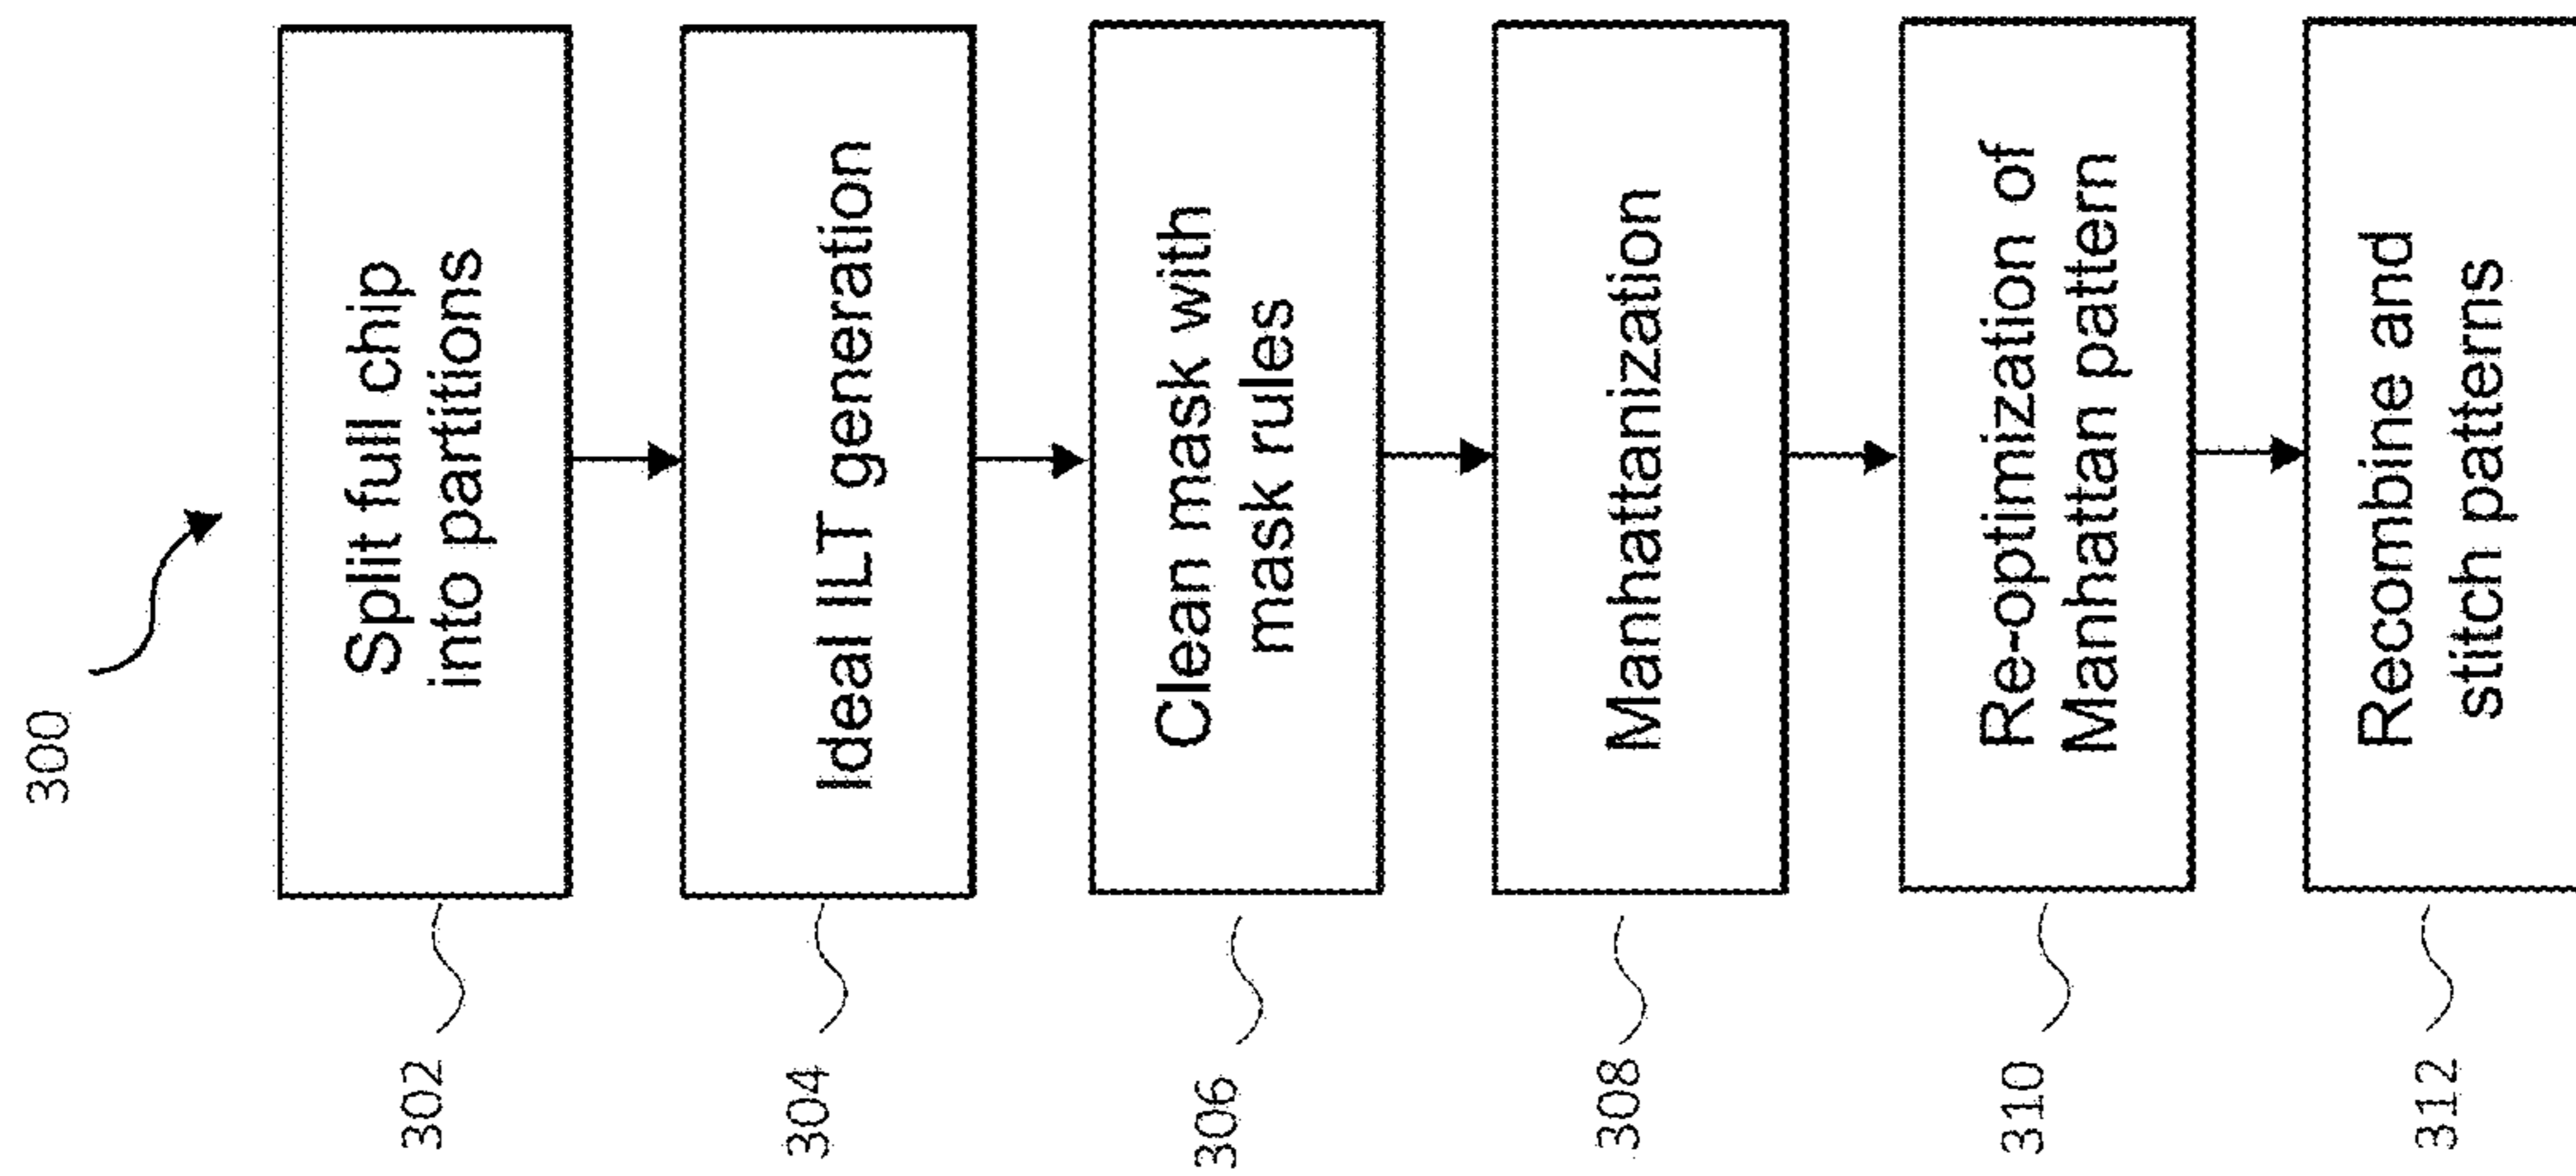 300
302
Split full chip
into partitions
304
Ideal ILT generation
306
Clean mask with
mask rules
308
Manhattanization
310
Re-optimization of
Manhattan pattern
312
Recombine and
stitch patterns